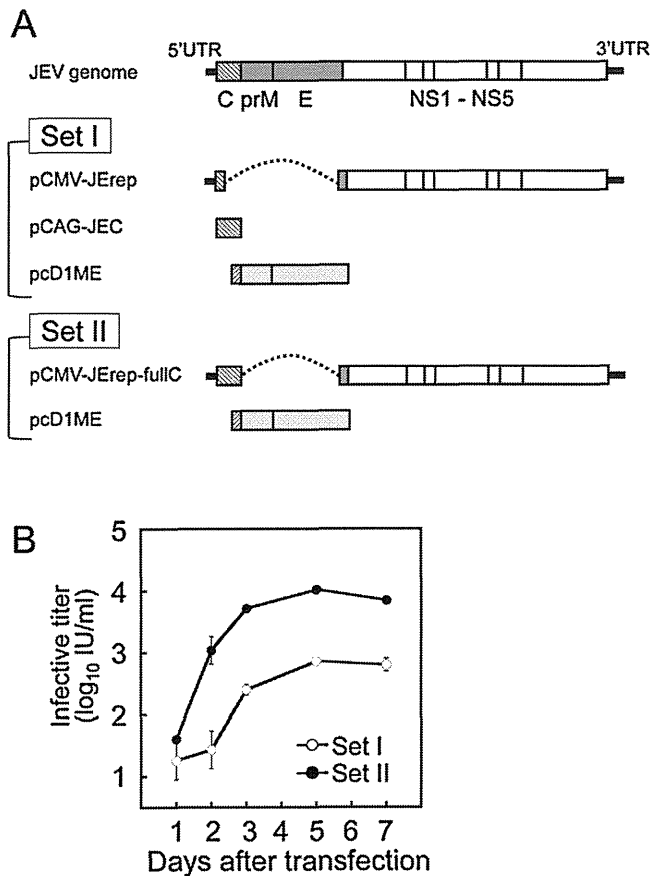 A
5'UTR 3'UTR
JEV genome
C prM E NS1 - NS5
Set I
pCMV-JErep
pCAG-JEC
pcD1ME
Set II
pCMV-JErep-fullC
pcD1ME
B
Infective titer
(log10 IU/ml)
5
4
3
2
1
Set I
Set II
1 2 3 4 5 6 7
Days after transfection